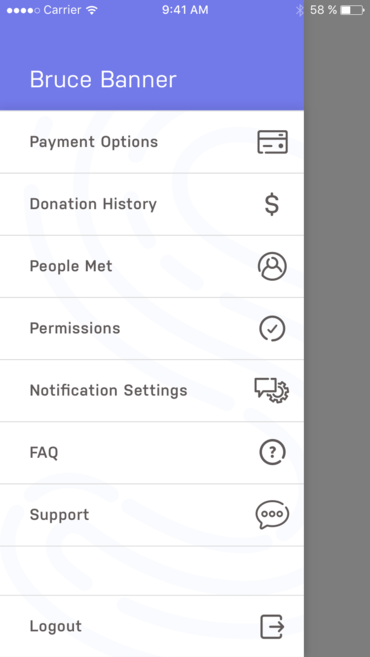 Carrier 9:41 AM 58 %
Bruce Banner
Payment Options
Donation History $
People Met
Permissions
Notification Settings
FAQ ?
Support
Logout